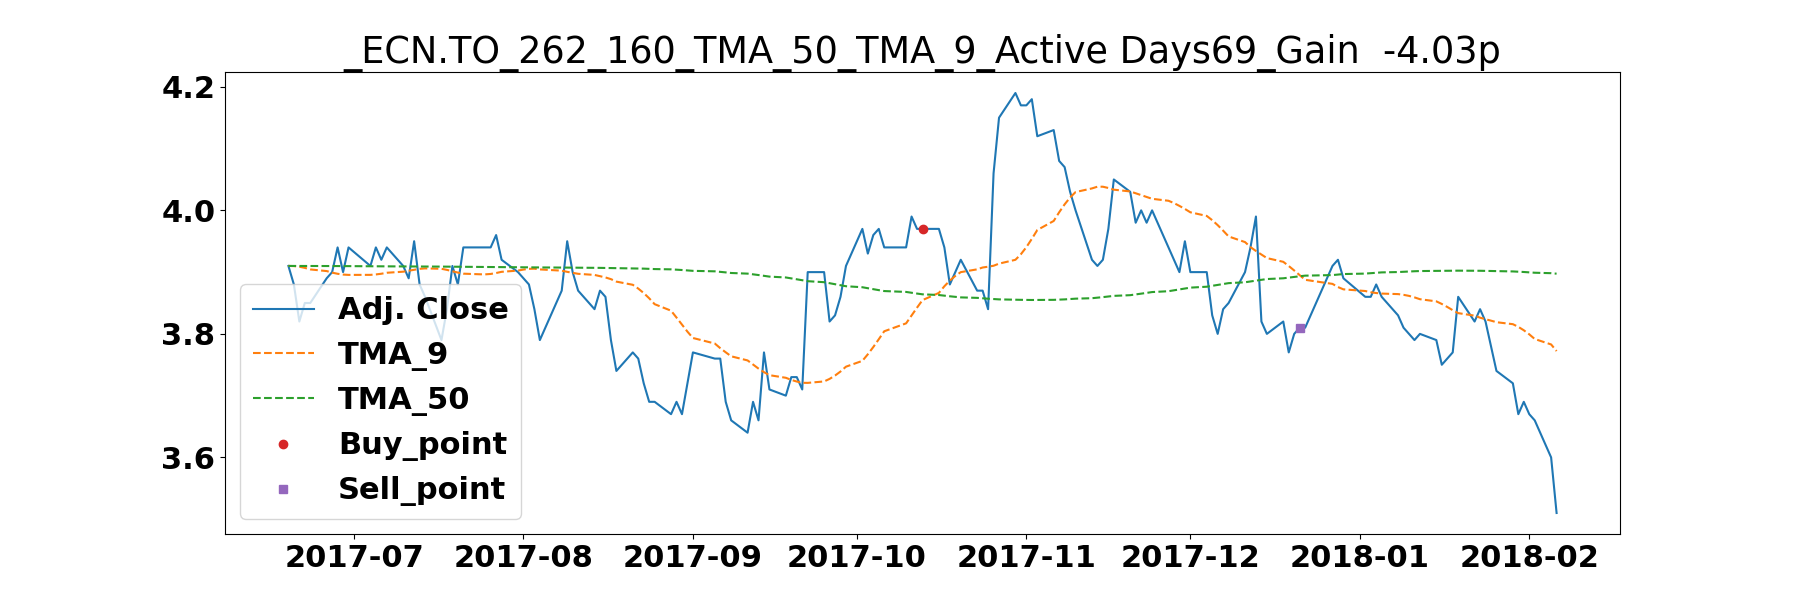 _ECN.TO_262_160_TMA_50_TMA_9_Active Days69_Gain  -4.03p
4.2
4.0
3.8
3.6
Adj. Close
TMA_9
TMA_50
Buy_point
Sell_point
2017-07 2017-08 2017-09 2017-10 2017-11 2017-12 2018-01 2018-02